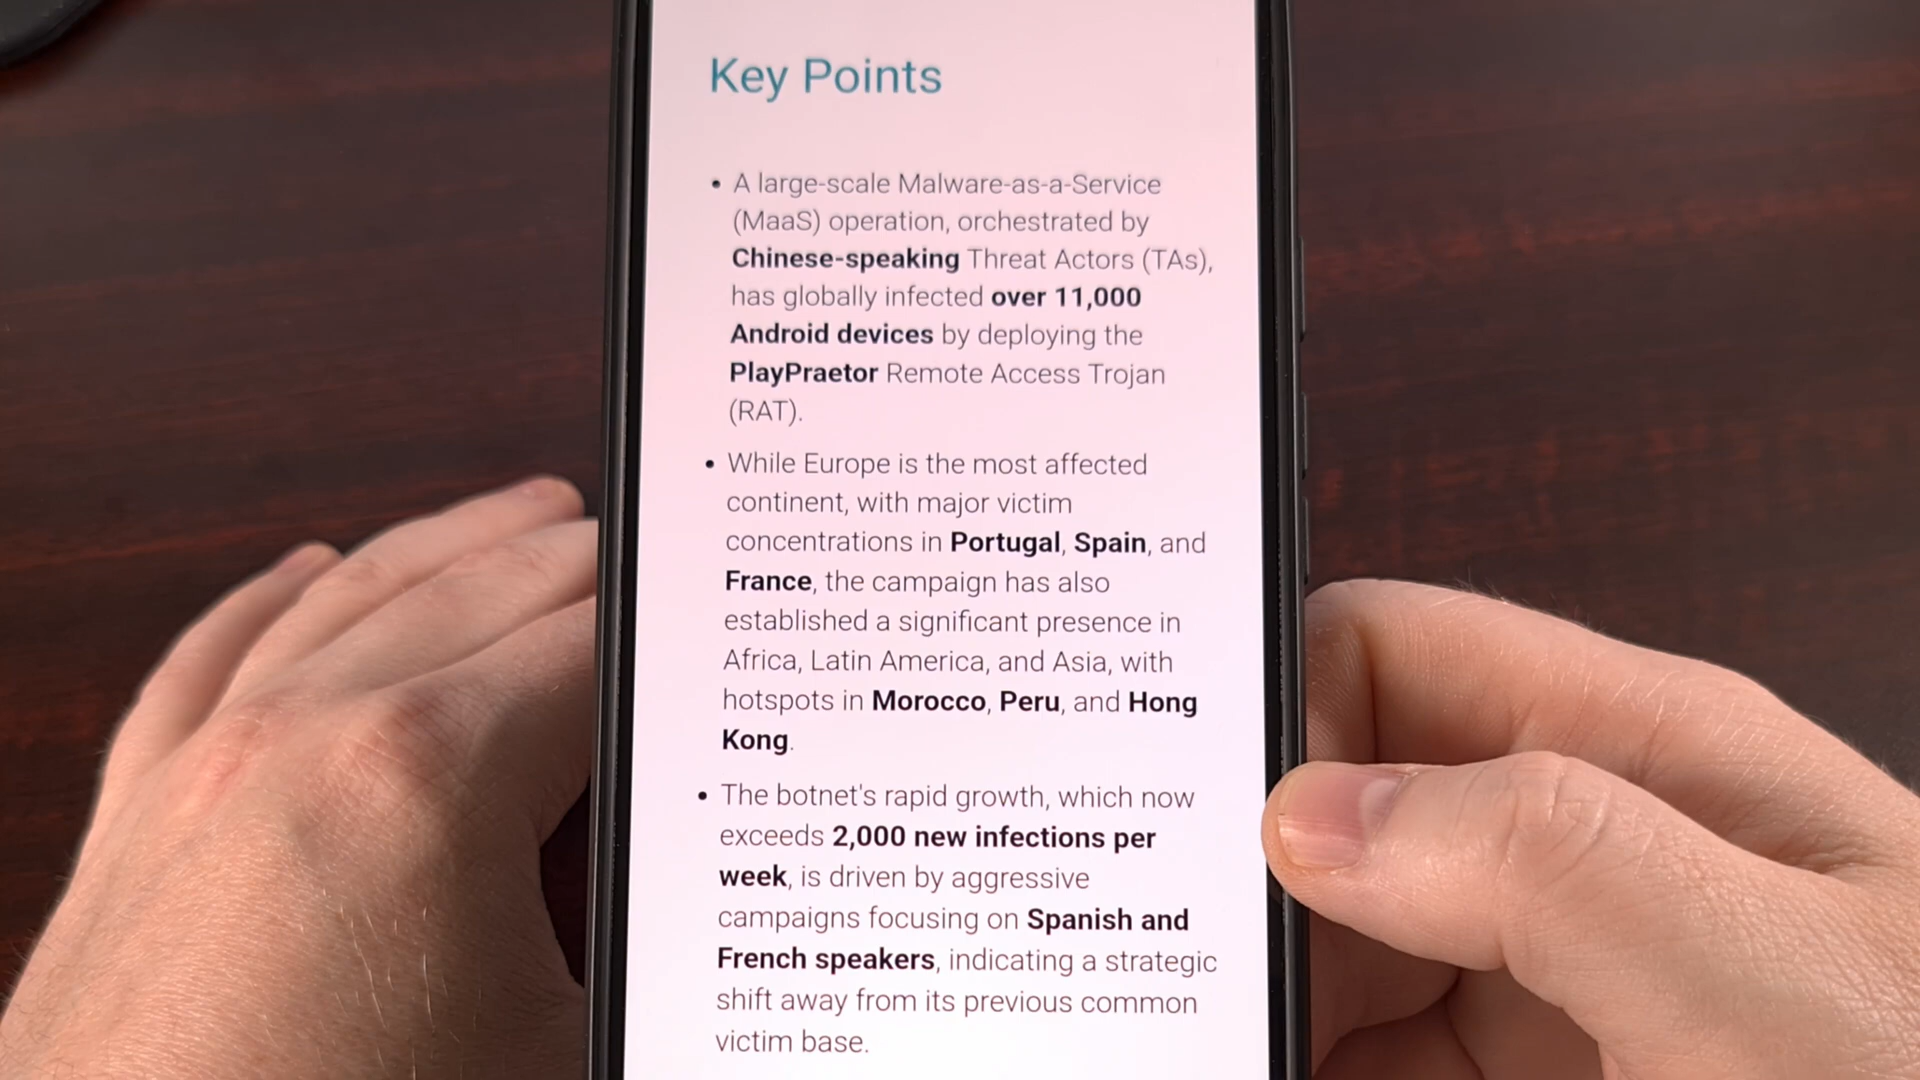 Key Points
• A large-scale Malware-as-a-Service
(MaaS) operation, orchestrated by
Chinese-speaking Threat Actors (TAs),
has globally infected over 11,000
Android devices by deploying the
PlayPraetor Remote Access Trojan
(RAT).
• While Europe is the most affected
continent, with major victim
concentrations in Portugal, Spain, and
France, the campaign has also
established a significant presence in
Africa, Latin America, and Asia, with
hotspots in Morocco, Peru, and Hong
Kong.
• The botnet's rapid growth, which now
exceeds 2,000 new infections per
week, is driven by aggressive
campaigns focusing on Spanish and
French speakers, indicating a strategic
shift away from its previous common
victim base.